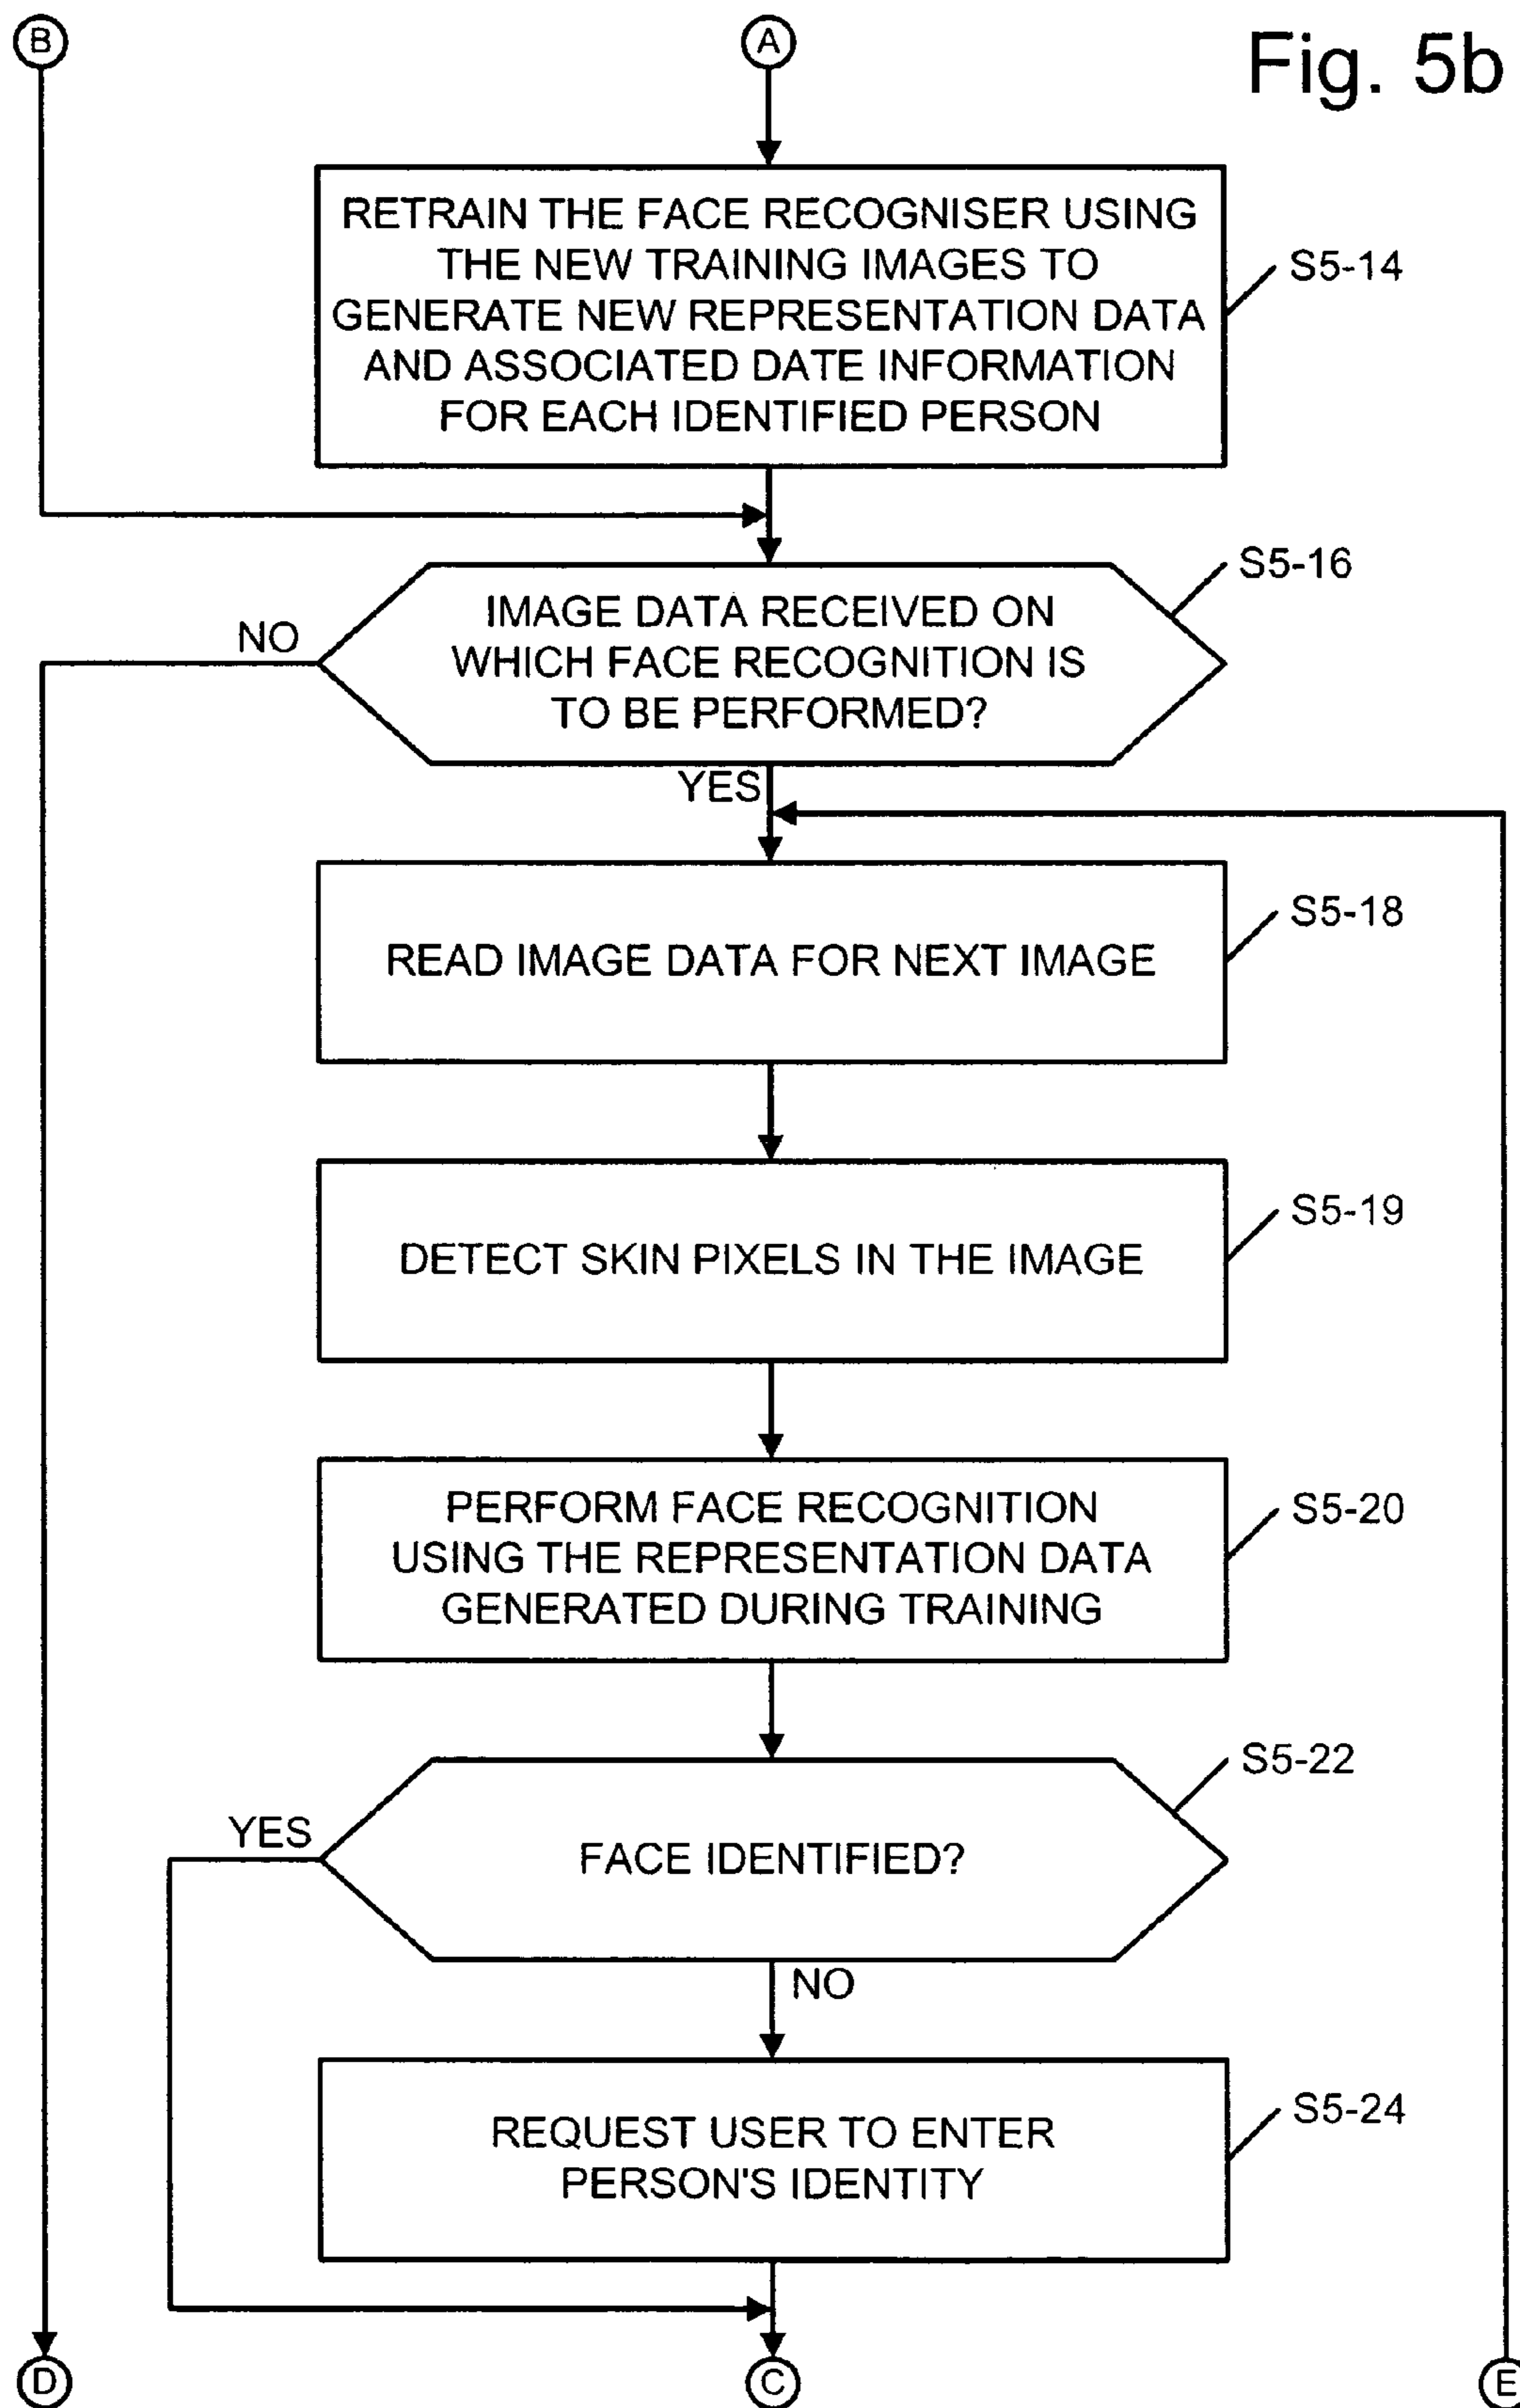 B
A
Fig. 5b
RETRAIN THE FACE RECOGNISER USING
THE NEW TRAINING IMAGES TO
GENERATE NEW REPRESENTATION DATA
AND ASSOCIATED DATE INFORMATION
FOR EACH IDENTIFIED PERSON
S5-14
S5-16
IMAGE DATA RECEIVED ON
WHICH FACE RECOGNITION IS
TO BE PERFORMED?
NO
YES
READ IMAGE DATA FOR NEXT IMAGE
S5-18
DETECT SKIN PIXELS IN THE IMAGE
S5-19
PERFORM FACE RECOGNITION
USING THE REPRESENTATION DATA
GENERATED DURING TRAINING
S5-20
S5-22
YES
FACE IDENTIFIED?
NO
REQUEST USER TO ENTER
PERSON'S IDENTITY
S5-24
D
C
E